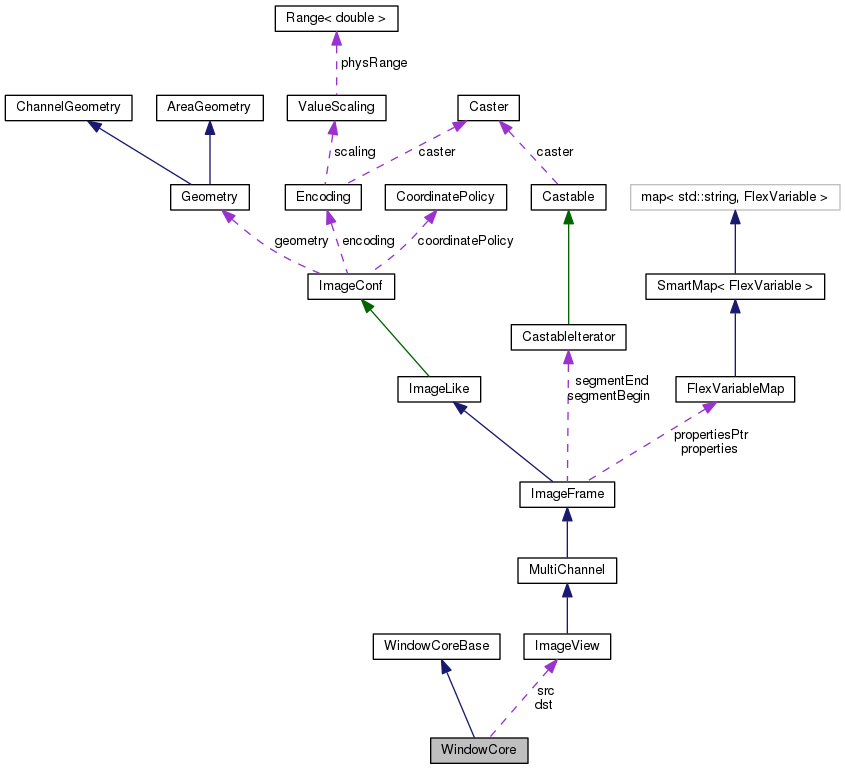 Range< double >
physRange
ChannelGeometry
AreaGeometry
ValueScaling
Caster
scaling
caster
caster
Geometry
Encoding
CoordinatePolicy
Castable
map< std::string, FlexVariable >
geometry
encoding
coordinatePolicy
ImageConf
SmartMap< FlexVariable >
CastableIterator
ImageLike
segmentEnd
segmentBegin
FlexVariableMap
propertiesPtr
properties
ImageFrame
MultiChannel
WindowCoreBase
ImageView
src
dst
WindowCore